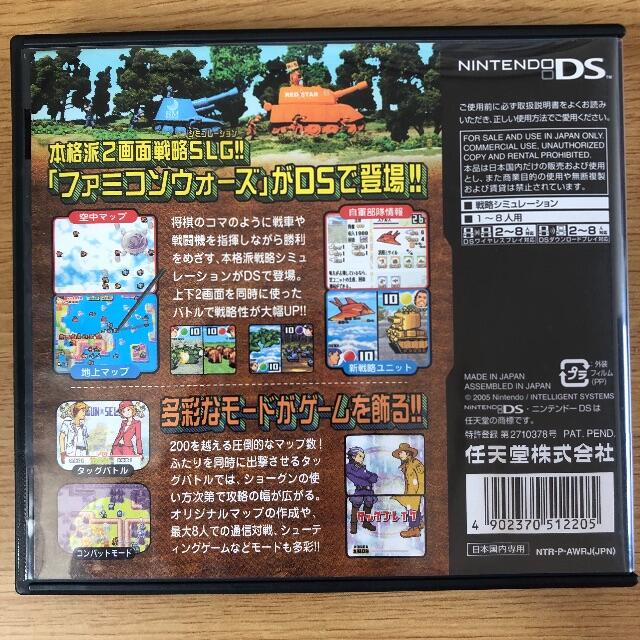 NINTENDO DS
BM
RED STAR
ご使用前に必ず取扱説明書をよくお読み
いただき、正しい使用方法でご愛用ください。
FOR SALE AND USE IN JAPAN ONLY.
COMMERCIAL USE, UNAUTHORIZED
COPY AND RENTAL PROHIBITED.
本品は日本国内だけの販売および使用と
し、また商業目的の使用や無断複製
および賃貸は禁止されています。
戦略シミュレーション
1〜8人用
2〜8 2〜8
DSワイヤレスプレイ対応 DSダウンロードプレイ対応
シミュレーション
本格派2画面戦略SLG!!
「ファミコンウォーズ」がDSで登場!!
空中マップ
地上マップ
将棋のコマのように戦車や
戦闘機を指揮しながら勝利
をめざす、本格派戦略シミュ
レーションがDSで登場。
上下2画面を同時に使った
バトルで戦略性が大幅UP!!
自軍部隊情報
26
10
10
10
10
新戦略ユニット
多彩なモードがゲームを飾る!!
タッグバトル
コンバットモード
200を越える圧倒的なマップ数!
ふたりを同時に出撃させるタッ
グバトルでは、ショーグンの使
い方次第で攻略の幅が広がる。
オリジナルマップの作成や、
最大8人での通信対戦、シューテ
ィングゲームなどモードも多彩!!
タッグブレイク
MADE IN JAPAN
ASSEMBLED IN JAPAN
プラ
:外装
フィルム
(PP)
© 2005 Nintendo / INTELLIGENT SYSTEMS
NINTENDO DS・ニンテンドーDSは
任天堂の商標です。
特許登録 第2710378号 PAT. PEND.
任天堂株式会社
4 902370 512205
日本国内専用
NTR-P-AWRJ(JPN)